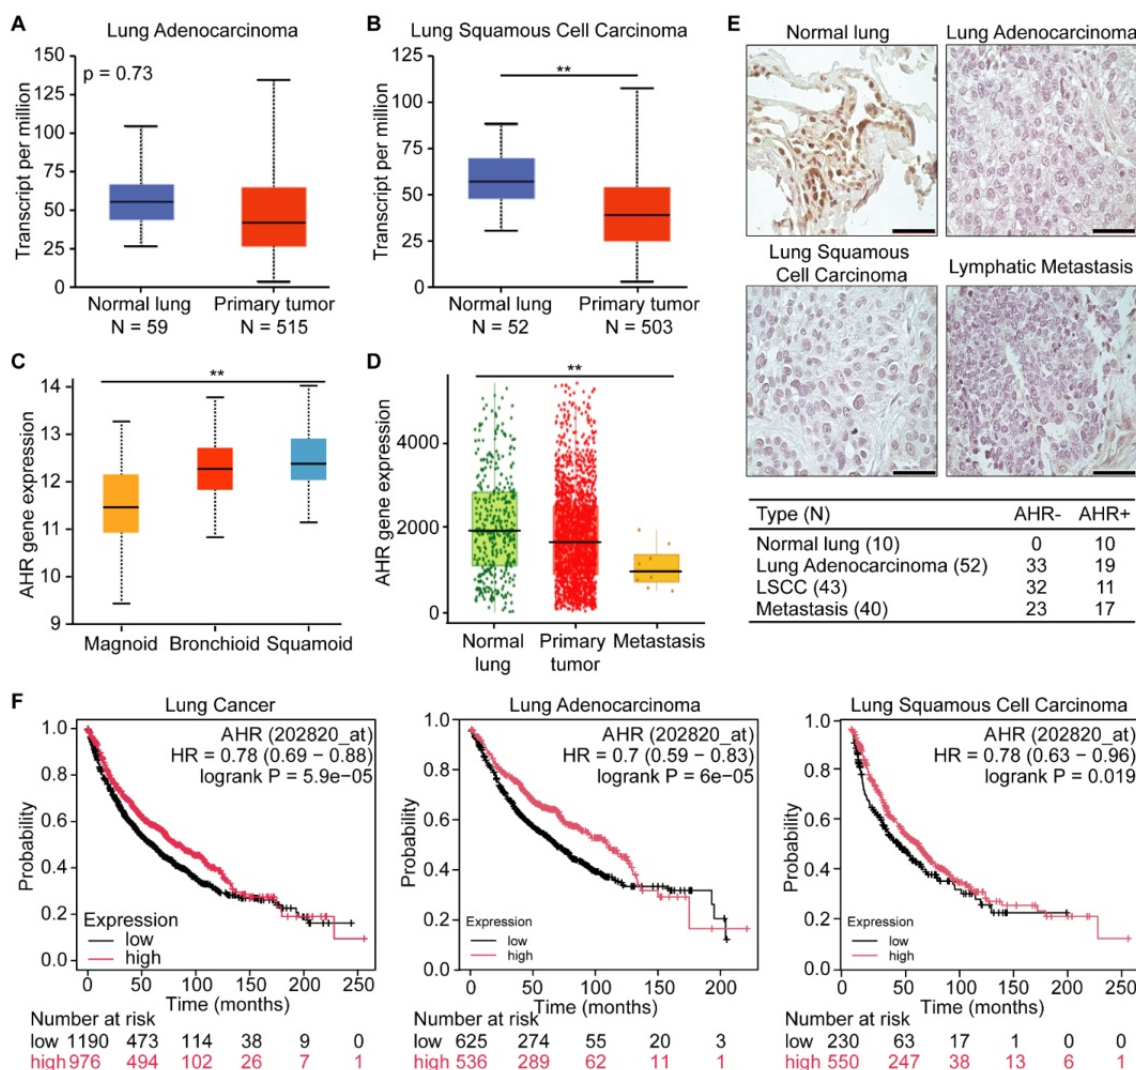 A
Lung Adenocarcinoma
Transcript per million
150
125
100
75
50
25
0
p = 0.73
Normal lung
N = 59
Primary tumor
N = 515
B
Lung Squamous Cell Carcinoma
Transcript per million
125
100
75
50
25
0
**
Normal lung
N = 52
Primary tumor
N = 503
C
AHR gene expression
14
13
12
11
10
9
**
Magnoid
Bronchioid
Squamoid
D
AHR gene expression
4000
2000
0
**
Normal
lung
Primary
tumor
Metastasis
E
Normal lung
Lung Adenocarcinoma
Lung Squamous
Cell Carcinoma
Lymphatic Metastasis
Type (N) AHR- AHR+
Normal lung (10) 0 10
Lung Adenocarcinoma (52) 33 19
LSCC (43) 32 11
Metastasis (40) 23 17
F
Lung Cancer
AHR (202820_at)
HR = 0.78 (0.69 − 0.88)
logrank P = 5.9e−05
Probability
1.0
0.8
0.6
0.4
0.2
0.0
Expression
low
high
0 50 100 150 200 250
Time (months)
Number at risk
low 1190 473 114 38 9 0
high 976 494 102 26 7 1
Lung Adenocarcinoma
AHR (202820_at)
HR = 0.7 (0.59 − 0.83)
logrank P = 6e−05
Probability
1.0
0.8
0.6
0.4
0.2
0.0
Expression
low
high
0 50 100 150 200
Time (months)
Number at risk
low 625 274 55 20 3
high 536 289 62 11 1
Lung Squamous Cell Carcinoma
AHR (202820_at)
HR = 0.78 (0.63 − 0.96)
logrank P = 0.019
Probability
1.0
0.8
0.6
0.4
0.2
0.0
Expression
low
high
0 50 100 150 200 250
Time (months)
Number at risk
low 230 63 17 1 0 0
high 550 247 38 13 6 1